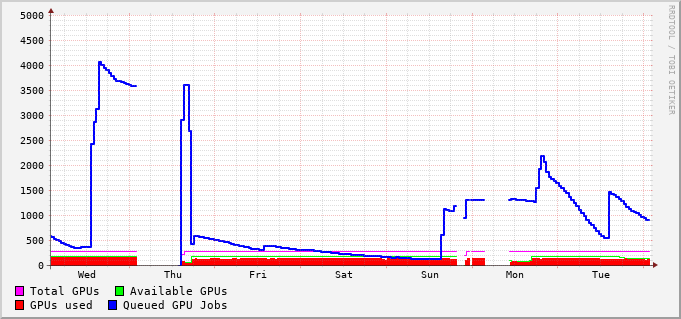 5000
4500
4000
3500
3000
2500
2000
1500
1000
500
0
Wed Thu Fri Sat Sun Mon Tue
Total GPUs Available GPUs
GPUs used Queued GPU Jobs
RRDTOOL / TOBI OETIKER